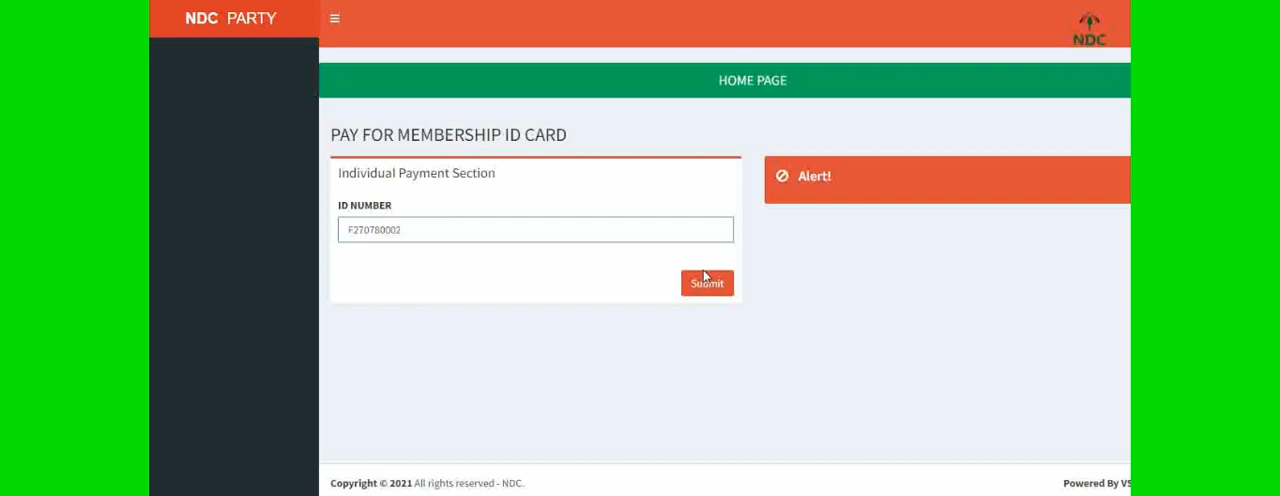 NDC PARTY
NDC
HOME PAGE
PAY FOR MEMBERSHIP ID CARD
Individual Payment Section
Alert!
ID NUMBER
F270780002
Submit
Copyright © 2021 All rights reserved - NDC.
Powered By VS